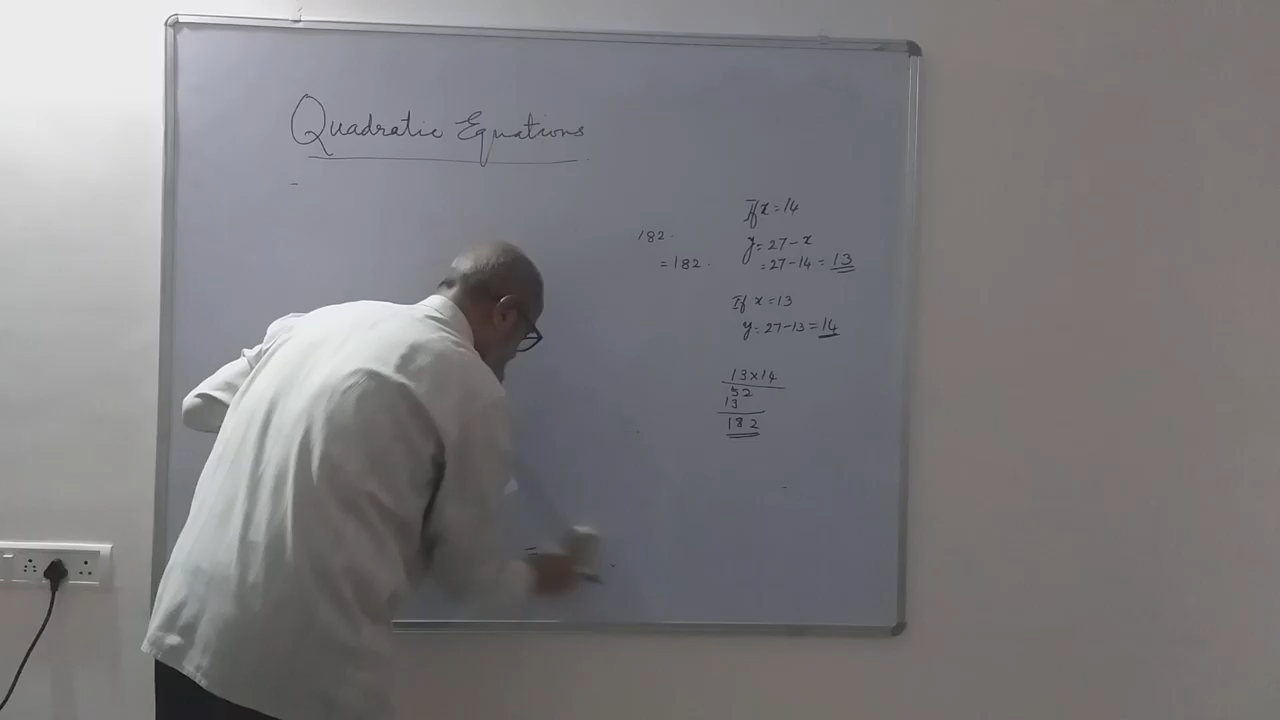 Quadratic Equations
182.
= 182.
If x = 14
y = 27 - x
= 27 - 14 = 13
If x = 13
y = 27 - 13 = 14
13 x 14
52
13
182